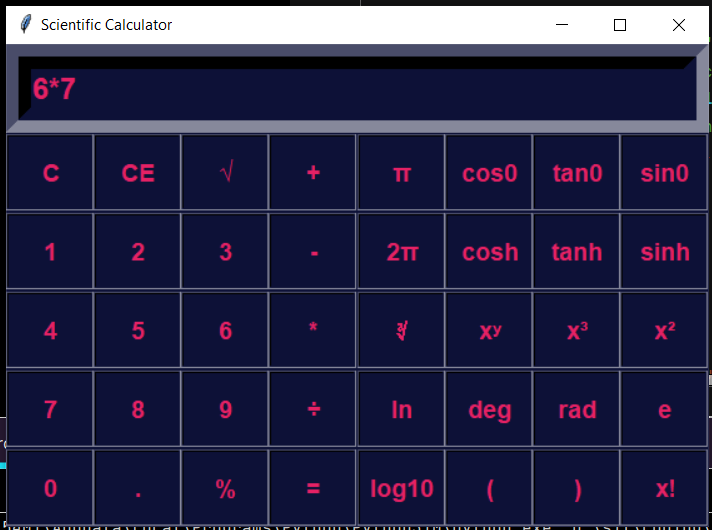 Scientific Calculator
6*7
C CE √ + π cos0 tan0 sin0
1 2 3 - 2π cosh tanh sinh
4 5 6 * ∛ xʸ x³ x²
7 8 9 ÷ ln deg rad e
0 . % = log10 ( ) x!